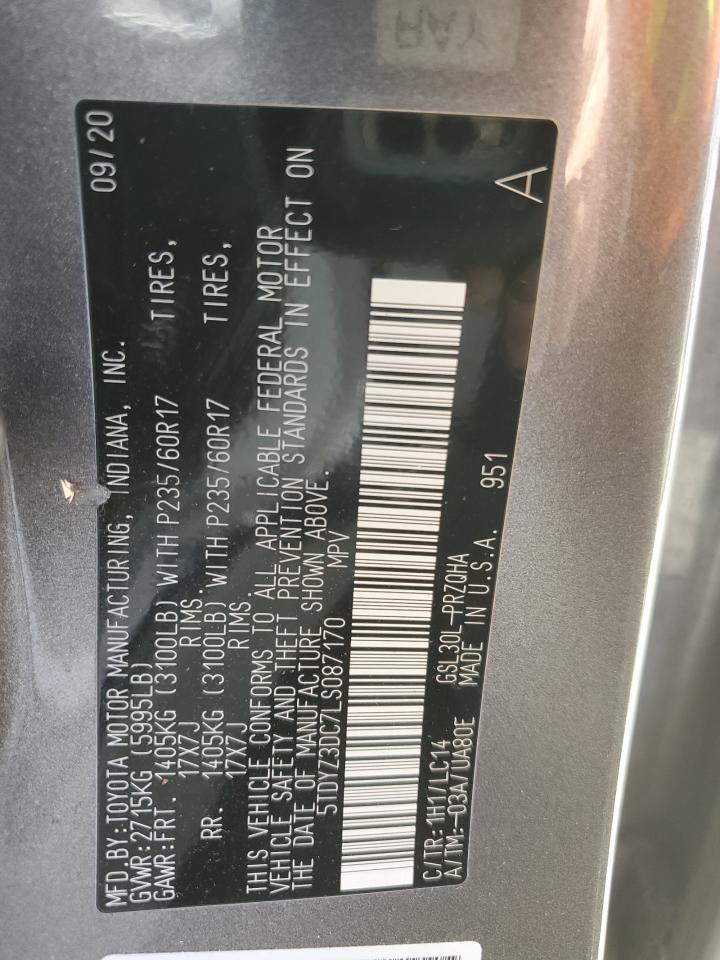 MFD.BY:TOYOTA MOTOR MANUFACTURING, INDIANA, INC. 09/20
GVWR:2715KG (5995LB)
GAWR:FRT. 1405KG (3100LB) WITH P235/60R17 TIRES,
17X7J RIMS.
RR. 1405KG (3100LB) WITH P235/60R17 TIRES,
17X7J RIMS.
THIS VEHICLE CONFORMS TO ALL APPLICABLE FEDERAL MOTOR
VEHICLE SAFETY AND THEFT PREVENTION STANDARDS IN EFFECT ON
THE DATE OF MANUFACTURE SHOWN ABOVE.
5TDYZ3DC7LS087170 MPV
C/TR:1H1/LC14 GSL30L-PRZQHA
A/TM:-03A/UA80E MADE IN U.S.A. 951 A